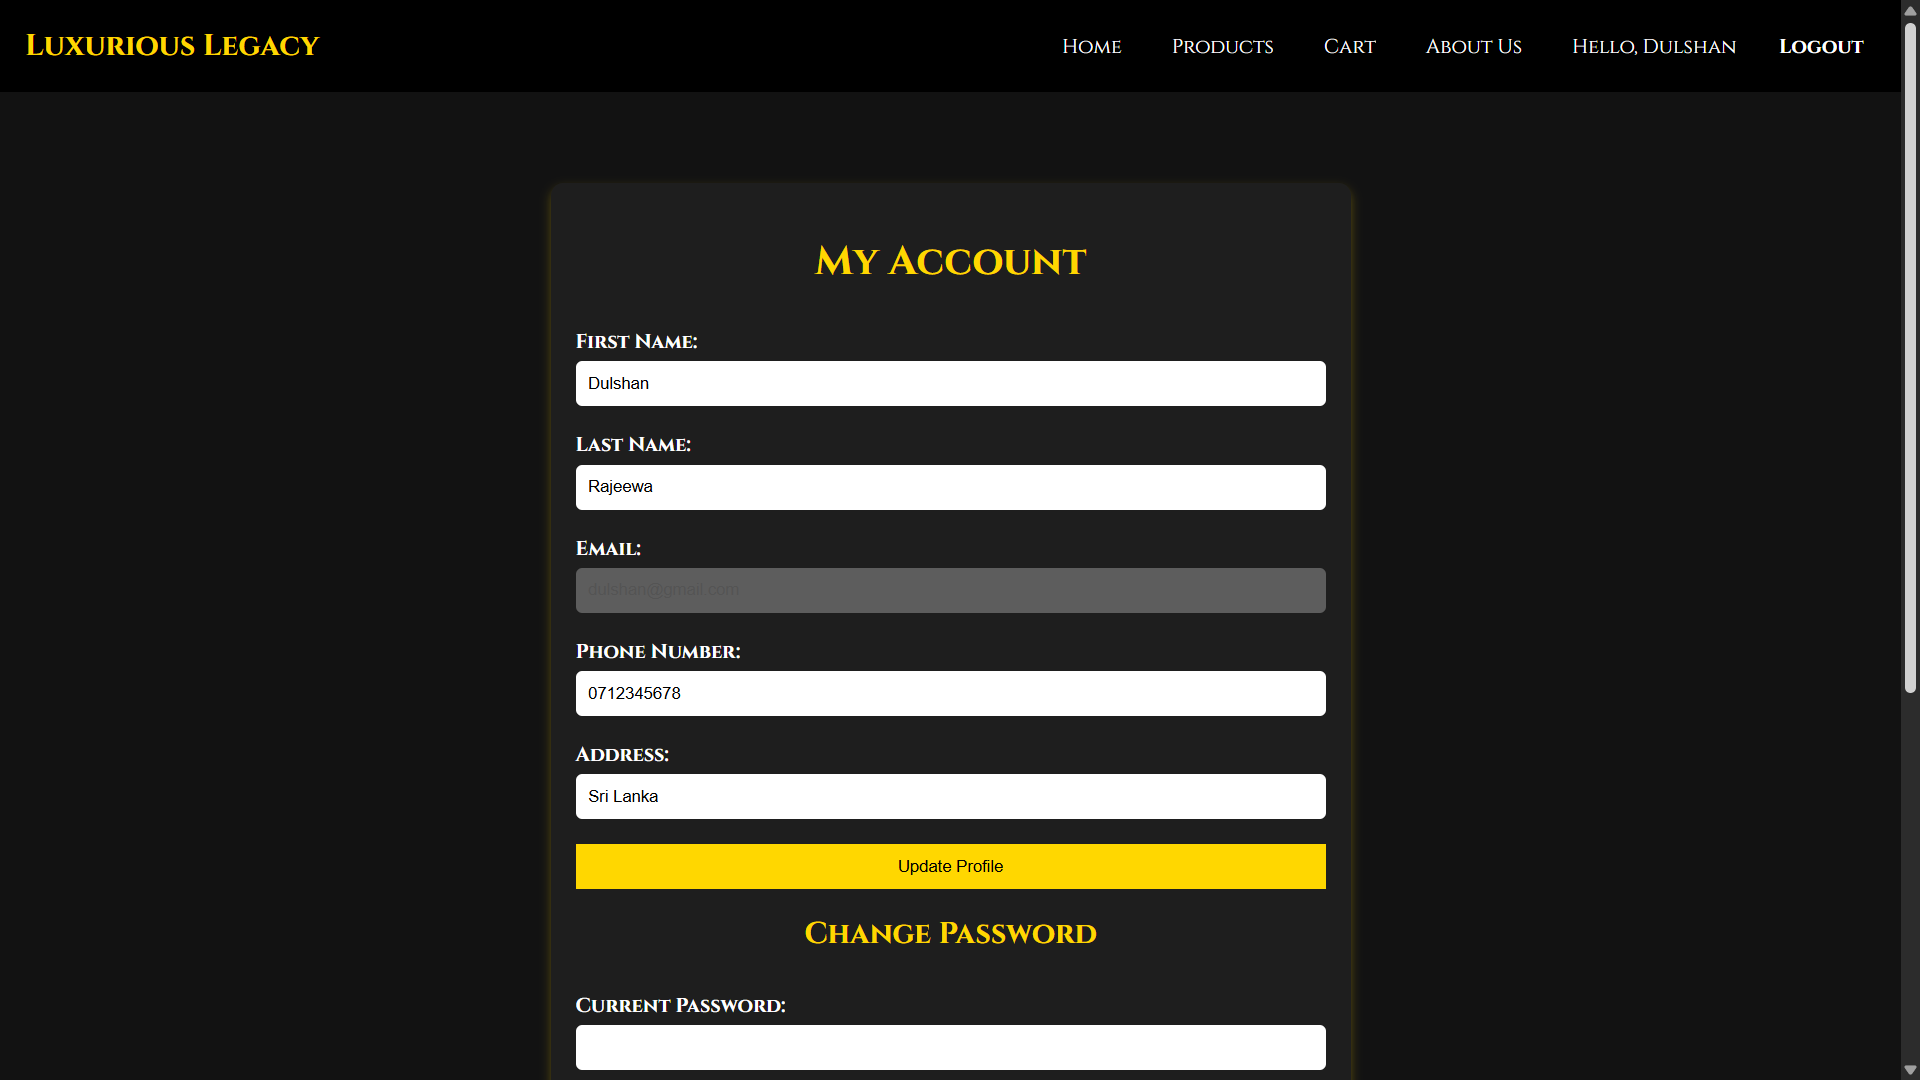 Luxurious Legacy
Home Products Cart About Us Hello, Dulshan Logout
My Account
First Name:
Dulshan
Last Name:
Rajeewa
Email:
dulshan@gmail.com
Phone Number:
0712345678
Address:
Sri Lanka
Update Profile
Change Password
Current Password: